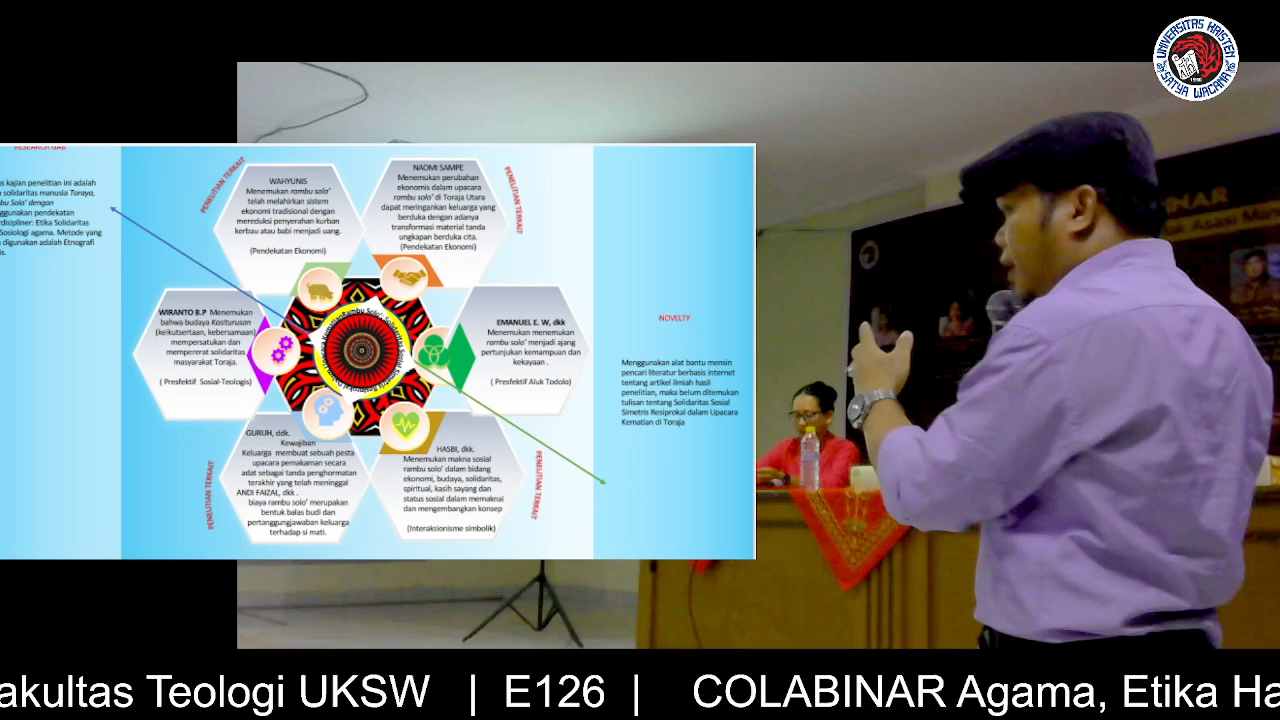 UNIVERSITAS KRISTEN
SATYA WACANA
1956
RESEARCH GAB
s kajian penelitian ini adalah
solidaritas manusia Toraya,
bu Solo' dengan
ggunakan pendekatan
rdisipliner: Etika Solidaritas
Sosiologi agama. Metode yang
digunakan adalah Etnografi
is.
PENELITIAN TERKAIT
WAHYUNIS
Menemukan rambu solo'
telah melahirkan sistem
ekonomi tradisional dengan
mereduksi penyerahan kurban
kerbau atau babi menjadi uang.
(Pendekatan Ekonomi)
NAOMI SAMPE
Menemukan perubahan
ekonomis dalam upacara
rambu solo' di Toraja Utara
dapat meringankan keluarga yang
berduka dengan adanya
transformasi material tanda
ungkapan berduka cita.
(Pendekatan Ekonomi)
PENELITIAN TERKAIT
WIRANTO B.P Menemukan
bahwa budaya Kasiturusan
(keikutsertaan, kebersamaan)
mempersatukan dan
mempererat solidaritas
masyarakat Toraja.
( Presfektif Sosial-Teologis)
EMANUEL E. W, dkk
Menemukan menemukan
rambu solo' menjadi ajang
pertunjukan kemampuan dan
kekayaan .
( Presfektif Aluk Todolo)
GURUH, ddk.
Kewajiban
Keluarga membuat sebuah pesta
upacara pemakaman secara
adat sebagai tanda penghormatan
terakhir yang telah meninggal
ANDI FAIZAL, dkk .
biaya rambu solo' merupakan
bentuk balas budi dan
pertanggungjawaban keluarga
terhadap si mati.
PENELITIAN TERKAIT
HASBI, dkk.
Menemukan makna sosial
rambu solo' dalam bidang
ekonomi, budaya, solidaritas,
spiritual, kasih sayang dan
status sosial dalam memaknai
dan mengembangkan konsep
(Interaksionisme simbolik)
PENELITIAN TERKAIT
NOVELTY
Menggunakan alat bantu mensin
pencari literatur berbasis internet
tentang artikel ilmiah hasil
penelitian, maka belum ditemukan
tulisan tentang Solidaritas Sosial
Simetris Resiprokal dalam Upacara
Kematian di Toraja
akultas Teologi UKSW | E126 | COLABINAR Agama, Etika Ha